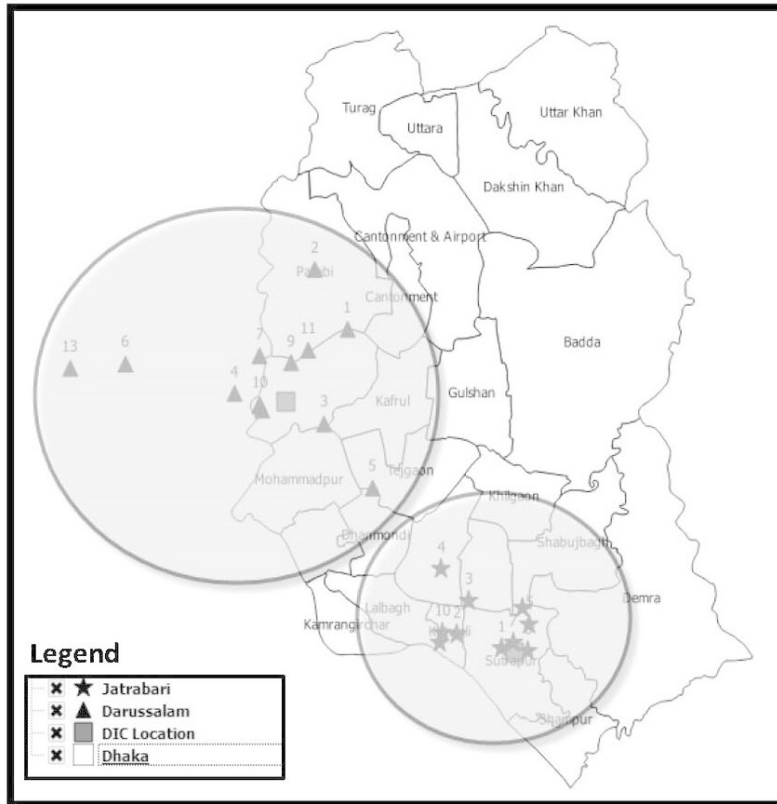 Turag
Uttara
Uttar Khan
Dakshin Khan
Cantonment & Airport
2
Pallabi
Cantonment
1
11
9
7
6
13
Badda
4
10
Gulshan
Kafrul
3
5
Tejgaon
Mohammadpur
Khilgaon
Dhanmondi
Shabujbagh
4
3
Demra
Lalbagh
Kamrangirchar
10
2
5
1
7
Sutrapur
Shampur
Legend
Jatrabari
Darussalam
DIC Location
Dhaka